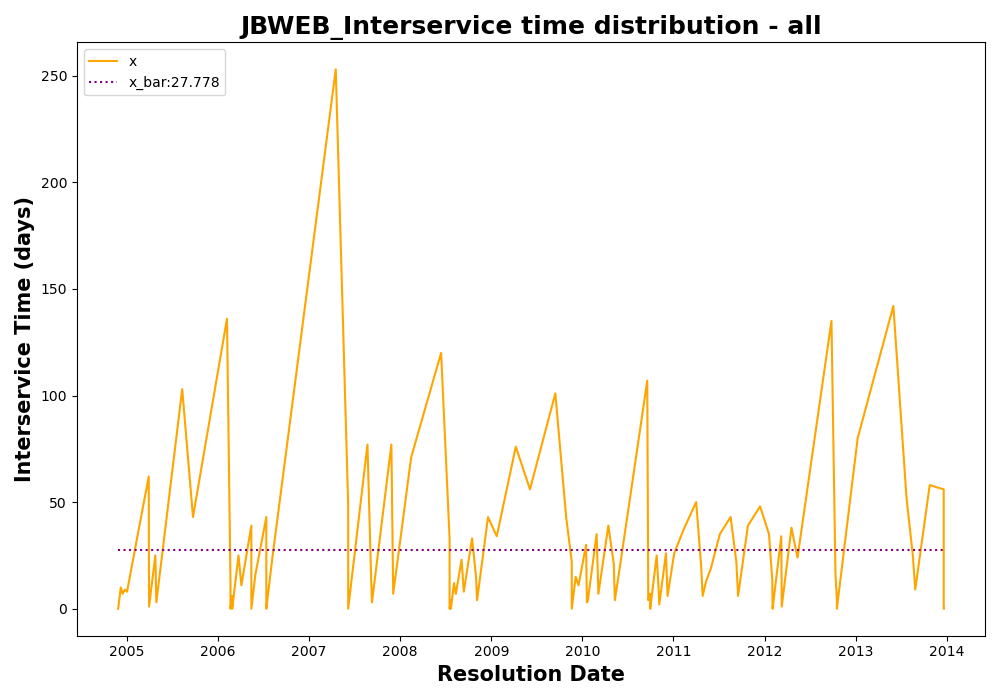 JBWEB_Interservice time distribution - all
x
x_bar:27.778
Interservice Time (days)
250
200
150
100
50
0
2005 2006 2007 2008 2009 2010 2011 2012 2013 2014
Resolution Date